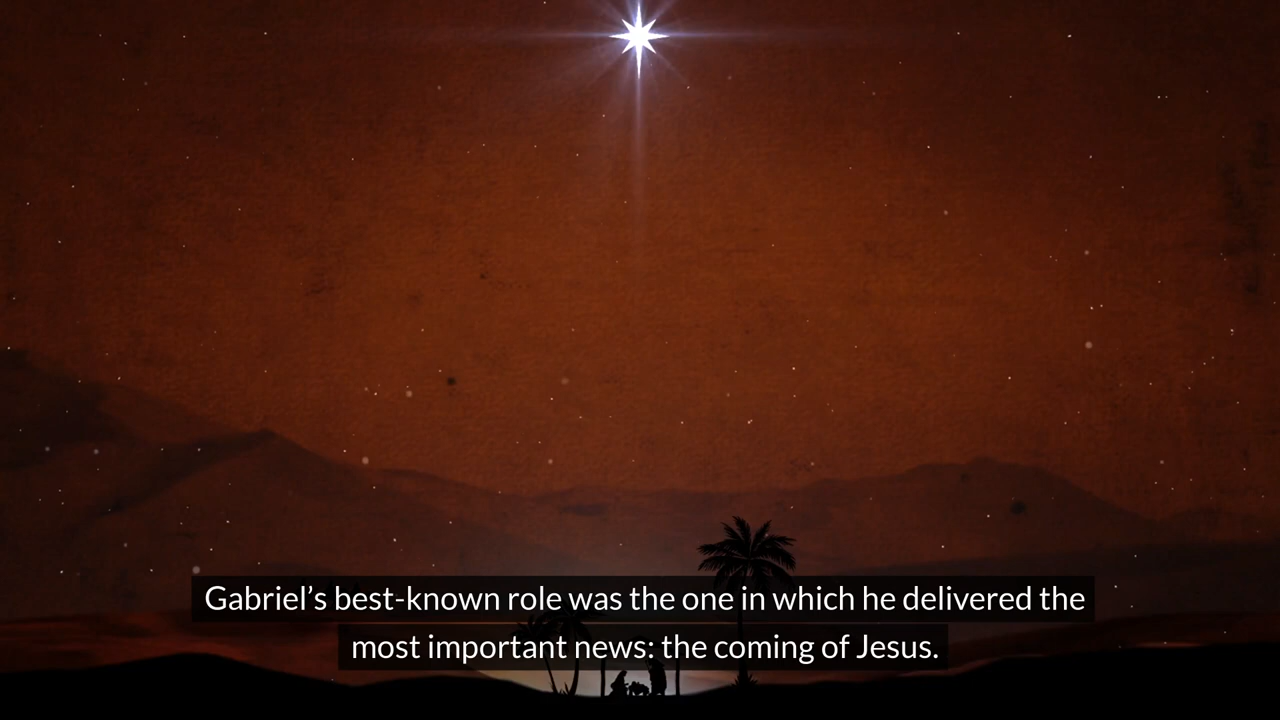 Gabriel’s best-known role was the one in which he delivered the
most important news: the coming of Jesus.